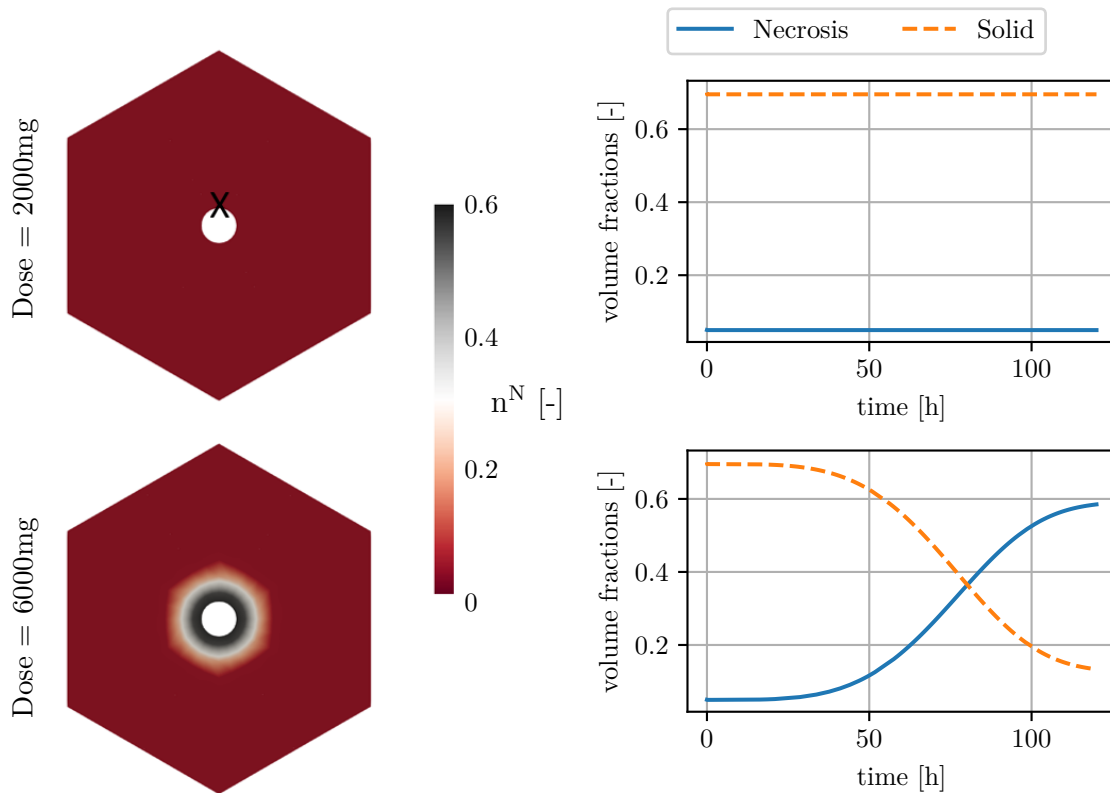 Necrosis
Solid
Dose = 2000mg
X
0.6
0.4
n^N [-]
0.2
0
Dose = 6000mg
volume fractions [-]
0.6
0.4
0.2
0
50
100
time [h]
volume fractions [-]
0.6
0.4
0.2
0
50
100
time [h]